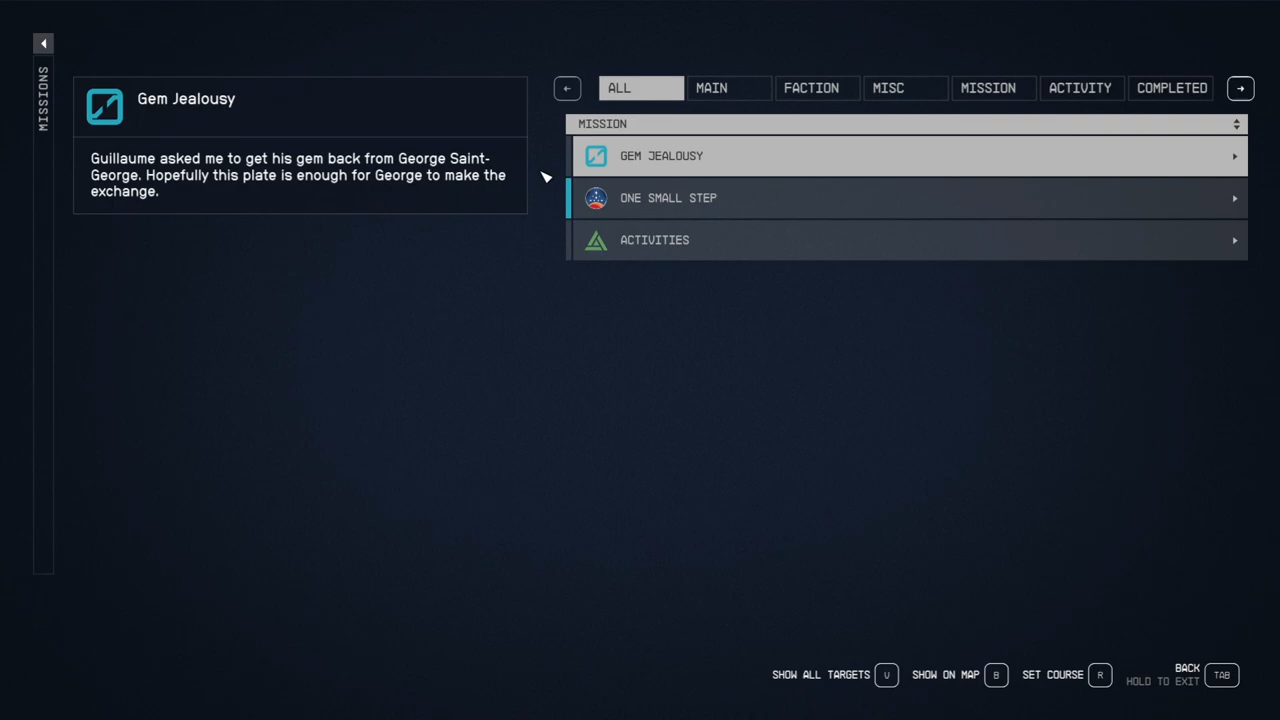 MISSIONS
Gem Jealousy
Guillaume asked me to get his gem back from George Saint-
George. Hopefully this plate is enough for George to make the
exchange.
ALL MAIN FACTION MISC MISSION ACTIVITY COMPLETED
MISSION
GEM JEALOUSY
ONE SMALL STEP
ACTIVITIES
SHOW ALL TARGETS V SHOW ON MAP B SET COURSE R BACK TAB
HOLD TO EXIT